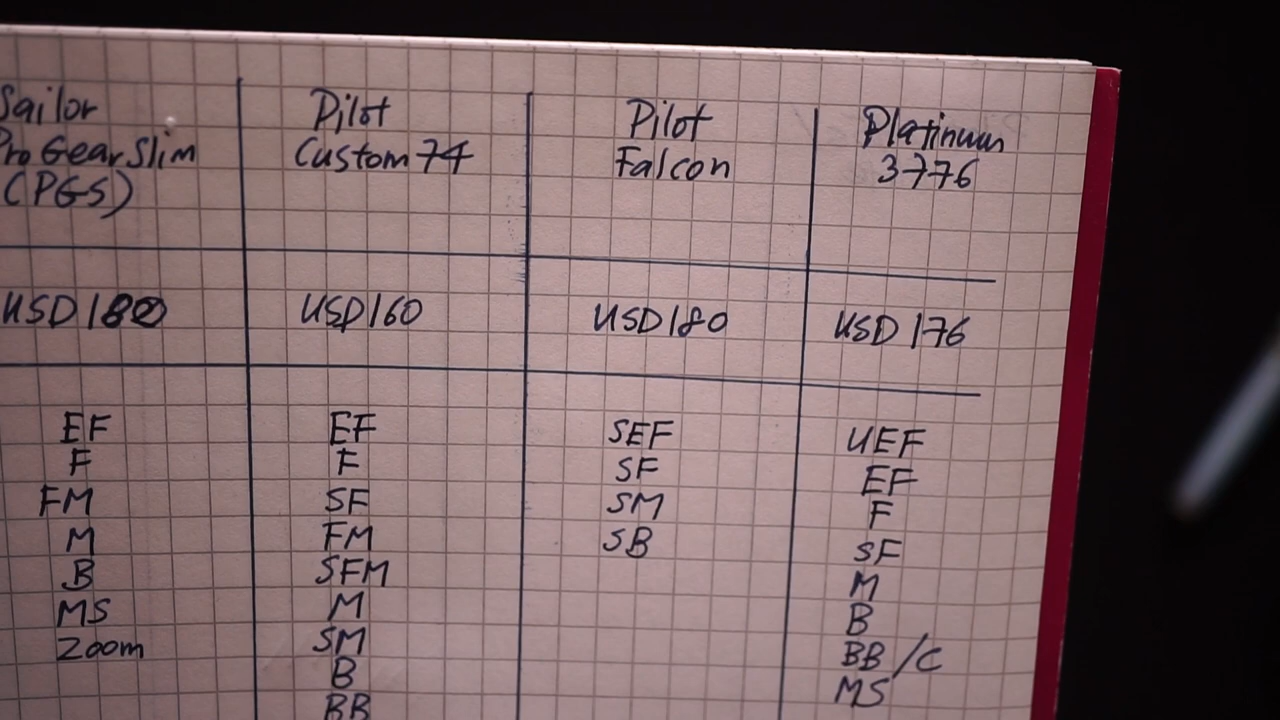 Sailor
Pro Gear Slim
(PGS)
USD 180
EF
F
FM
M
B
MS
Zoom
Pilot
Custom 74
USD 160
EF
F
SF
FM
SFM
M
SM
B
BB
Pilot
Falcon
USD 180
SEF
SF
SM
SB
Platinum
3776
USD 176
UEF
EF
F
SF
M
B
BB/C
MS